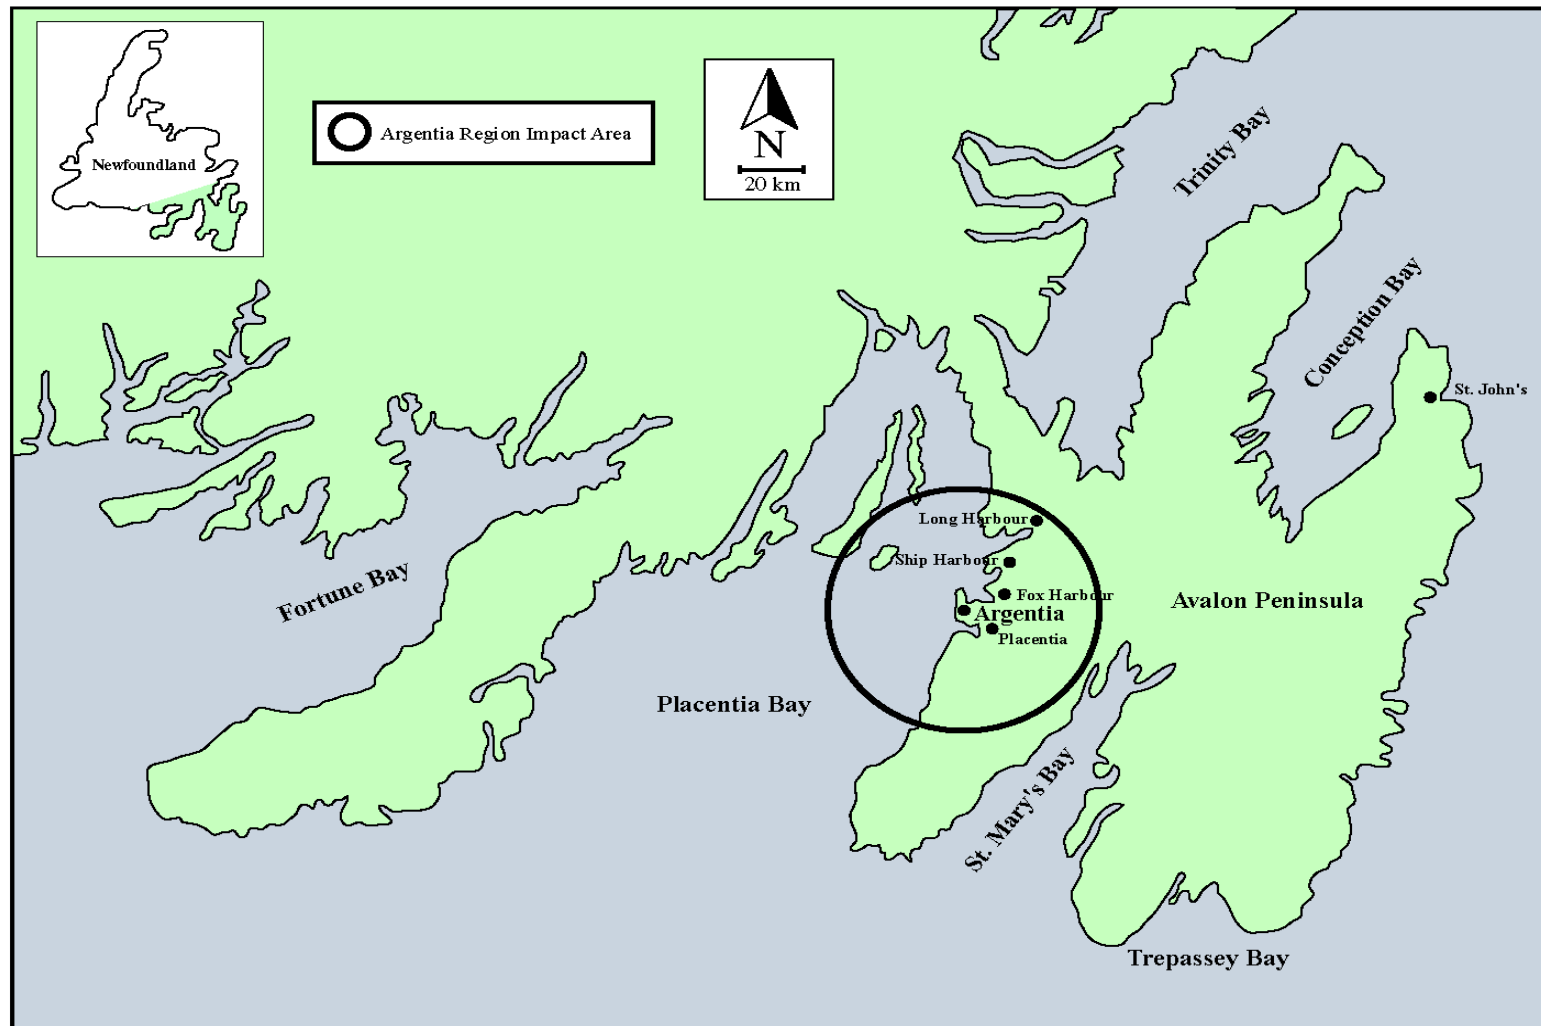 Newfoundland
Argentia Region Impact Area
N
20 km
Trinity Bay
Conception Bay
St. John's
Long Harbour
Ship Harbour
Fox Harbour
Argentia
Placentia
Avalon Peninsula
Fortune Bay
Placentia Bay
St. Mary's Bay
Trepassey Bay